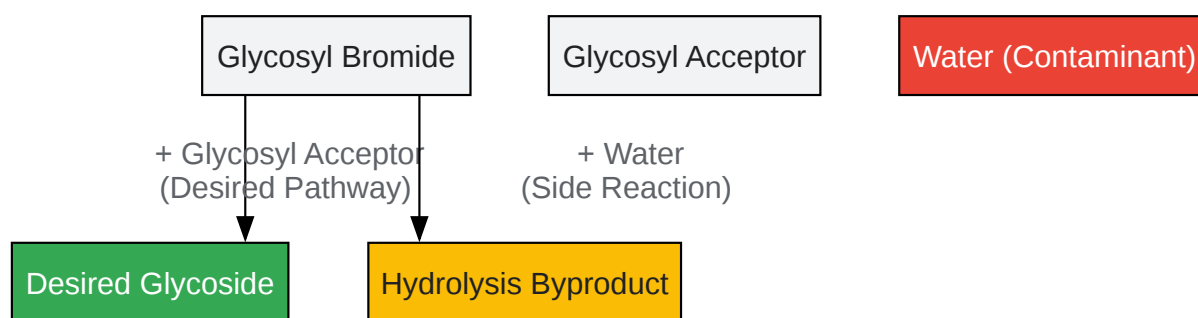 Glycosyl Bromide
Glycosyl Acceptor
Water (Contaminant)
+ Glycosyl Acceptor
(Desired Pathway)
+ Water
(Side Reaction)
Desired Glycoside
Hydrolysis Byproduct